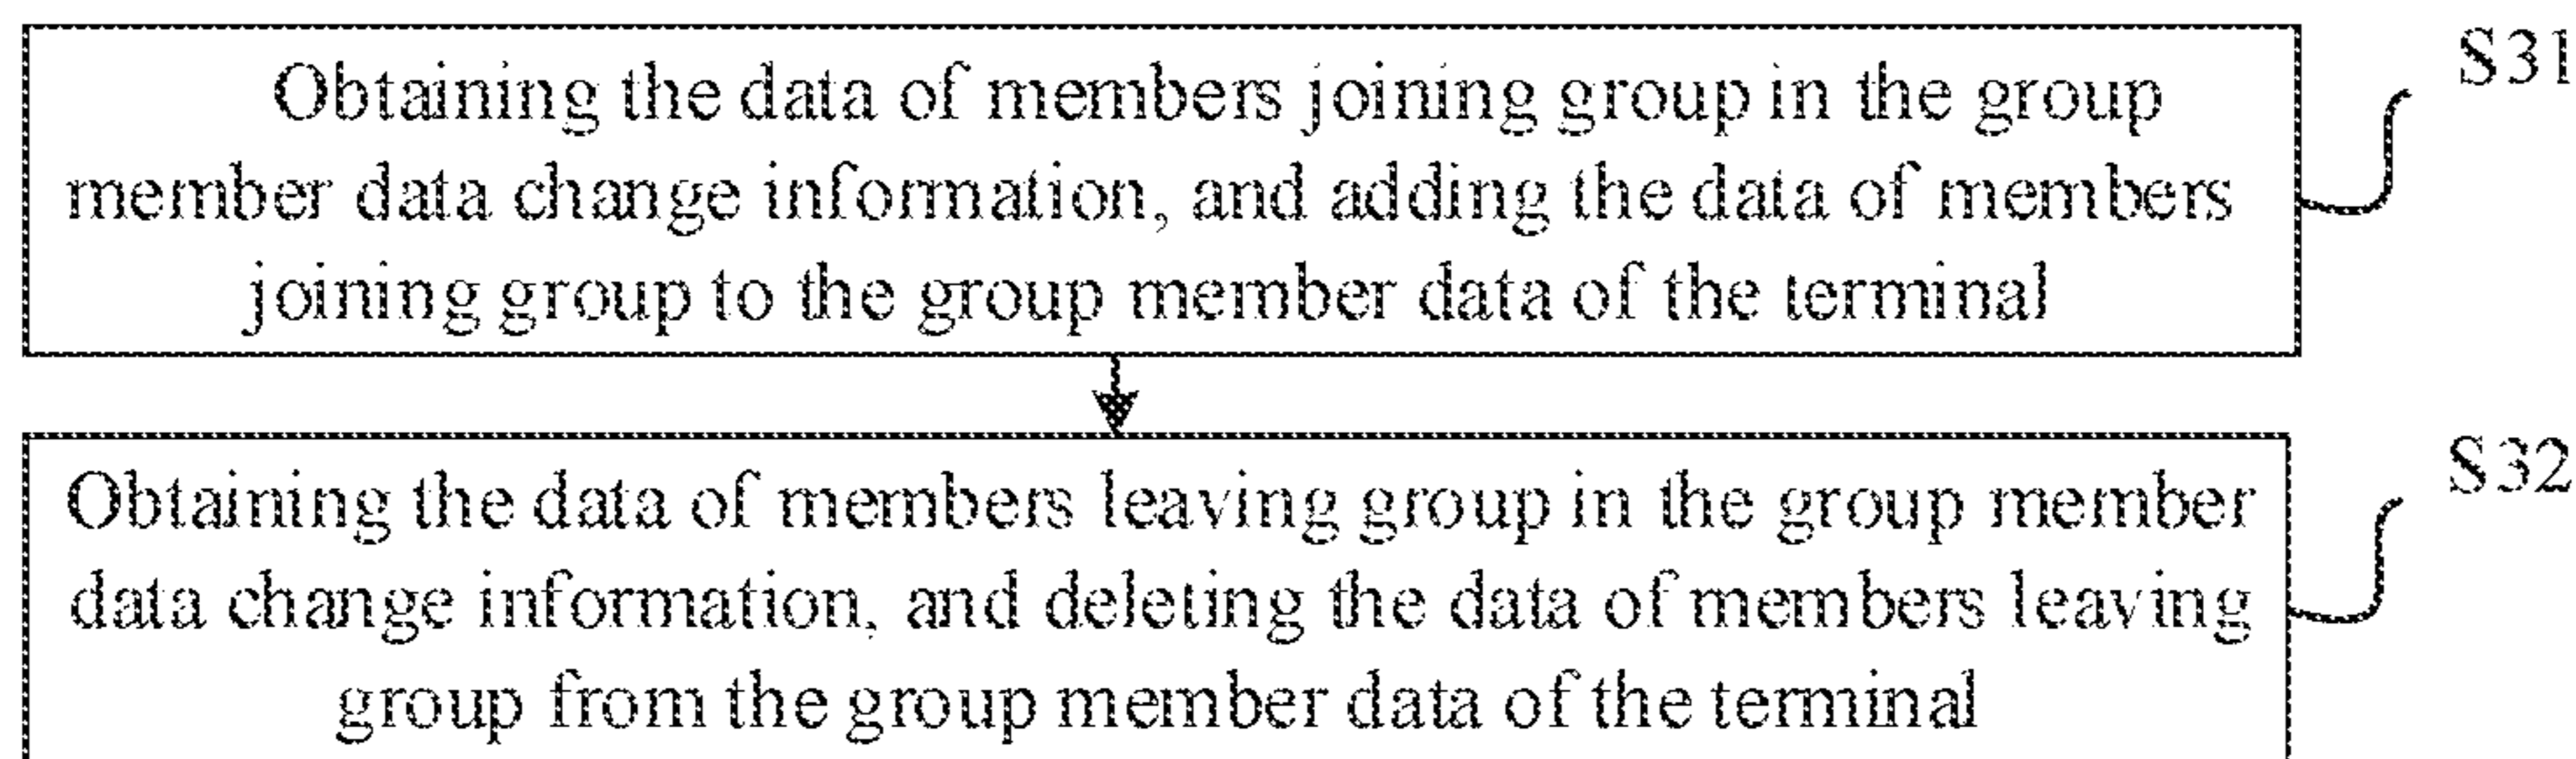 Obtaining the data of members joining group in the group
member data change information, and adding the data of members
joining group to the group member data of the terminal
S31
Obtaining the data of members leaving group in the group member
data change information, and deleting the data of members leaving
group from the group member data of the terminal
S32